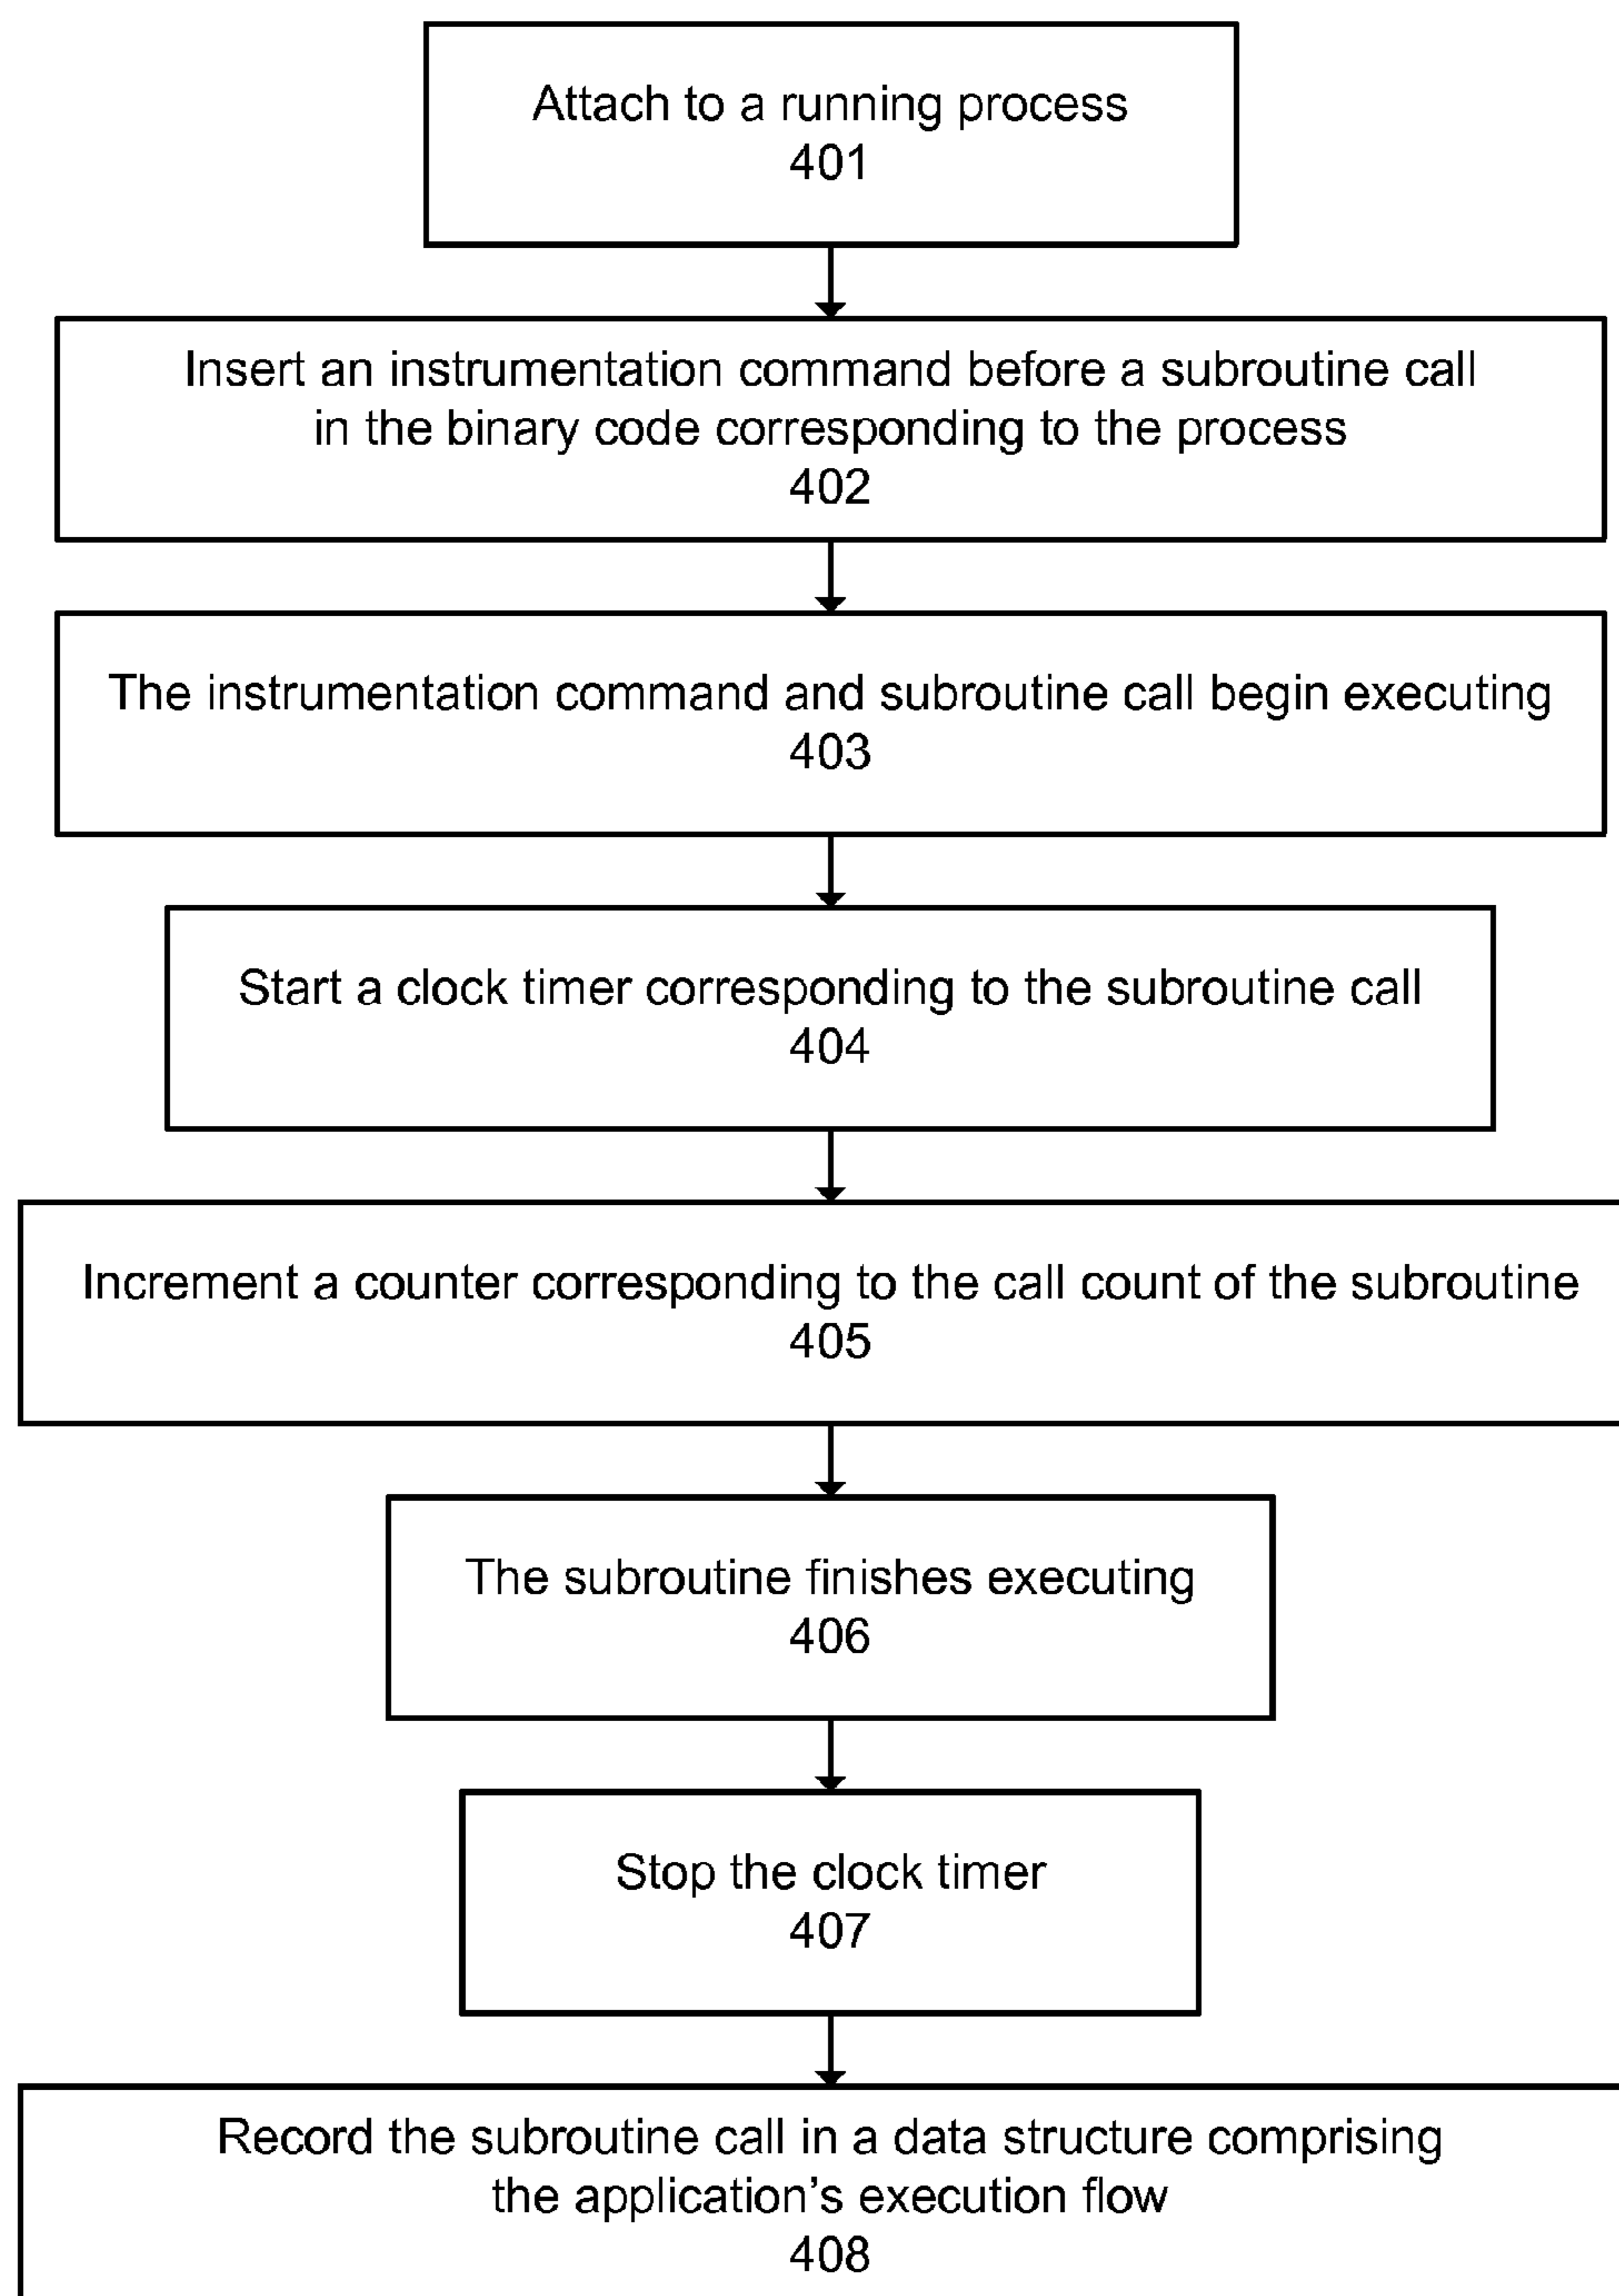 Attach to a running process
401
Insert an instrumentation command before a subroutine call
in the binary code corresponding to the process
402
The instrumentation command and subroutine call begin executing
403
Start a clock timer corresponding to the subroutine call
404
Increment a counter corresponding to the call count of the subroutine
405
The subroutine finishes executing
406
Stop the clock timer
407
Record the subroutine call in a data structure comprising
the application's execution flow
408